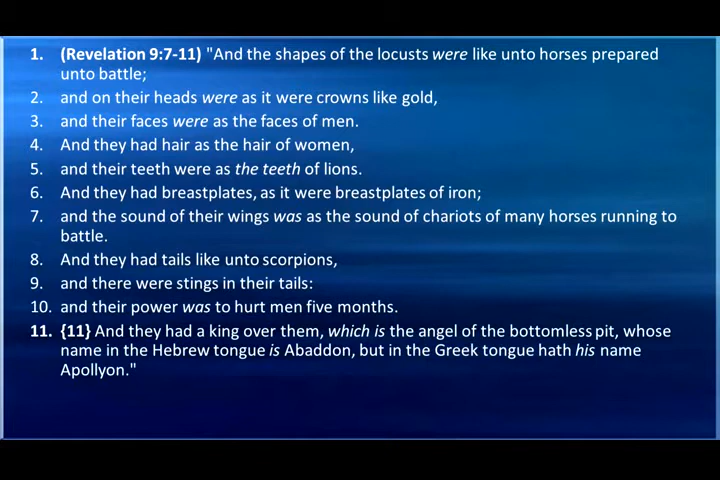 1. (Revelation 9:7-11) "And the shapes of the locusts were like unto horses prepared
unto battle;
2. and on their heads were as it were crowns like gold,
3. and their faces were as the faces of men.
4. And they had hair as the hair of women,
5. and their teeth were as the teeth of lions.
6. And they had breastplates, as it were breastplates of iron;
7. and the sound of their wings was as the sound of chariots of many horses running to
battle.
8. And they had tails like unto scorpions,
9. and there were stings in their tails:
10. and their power was to hurt men five months.
11. {11} And they had a king over them, which is the angel of the bottomless pit, whose
name in the Hebrew tongue is Abaddon, but in the Greek tongue hath his name
Apollyon."